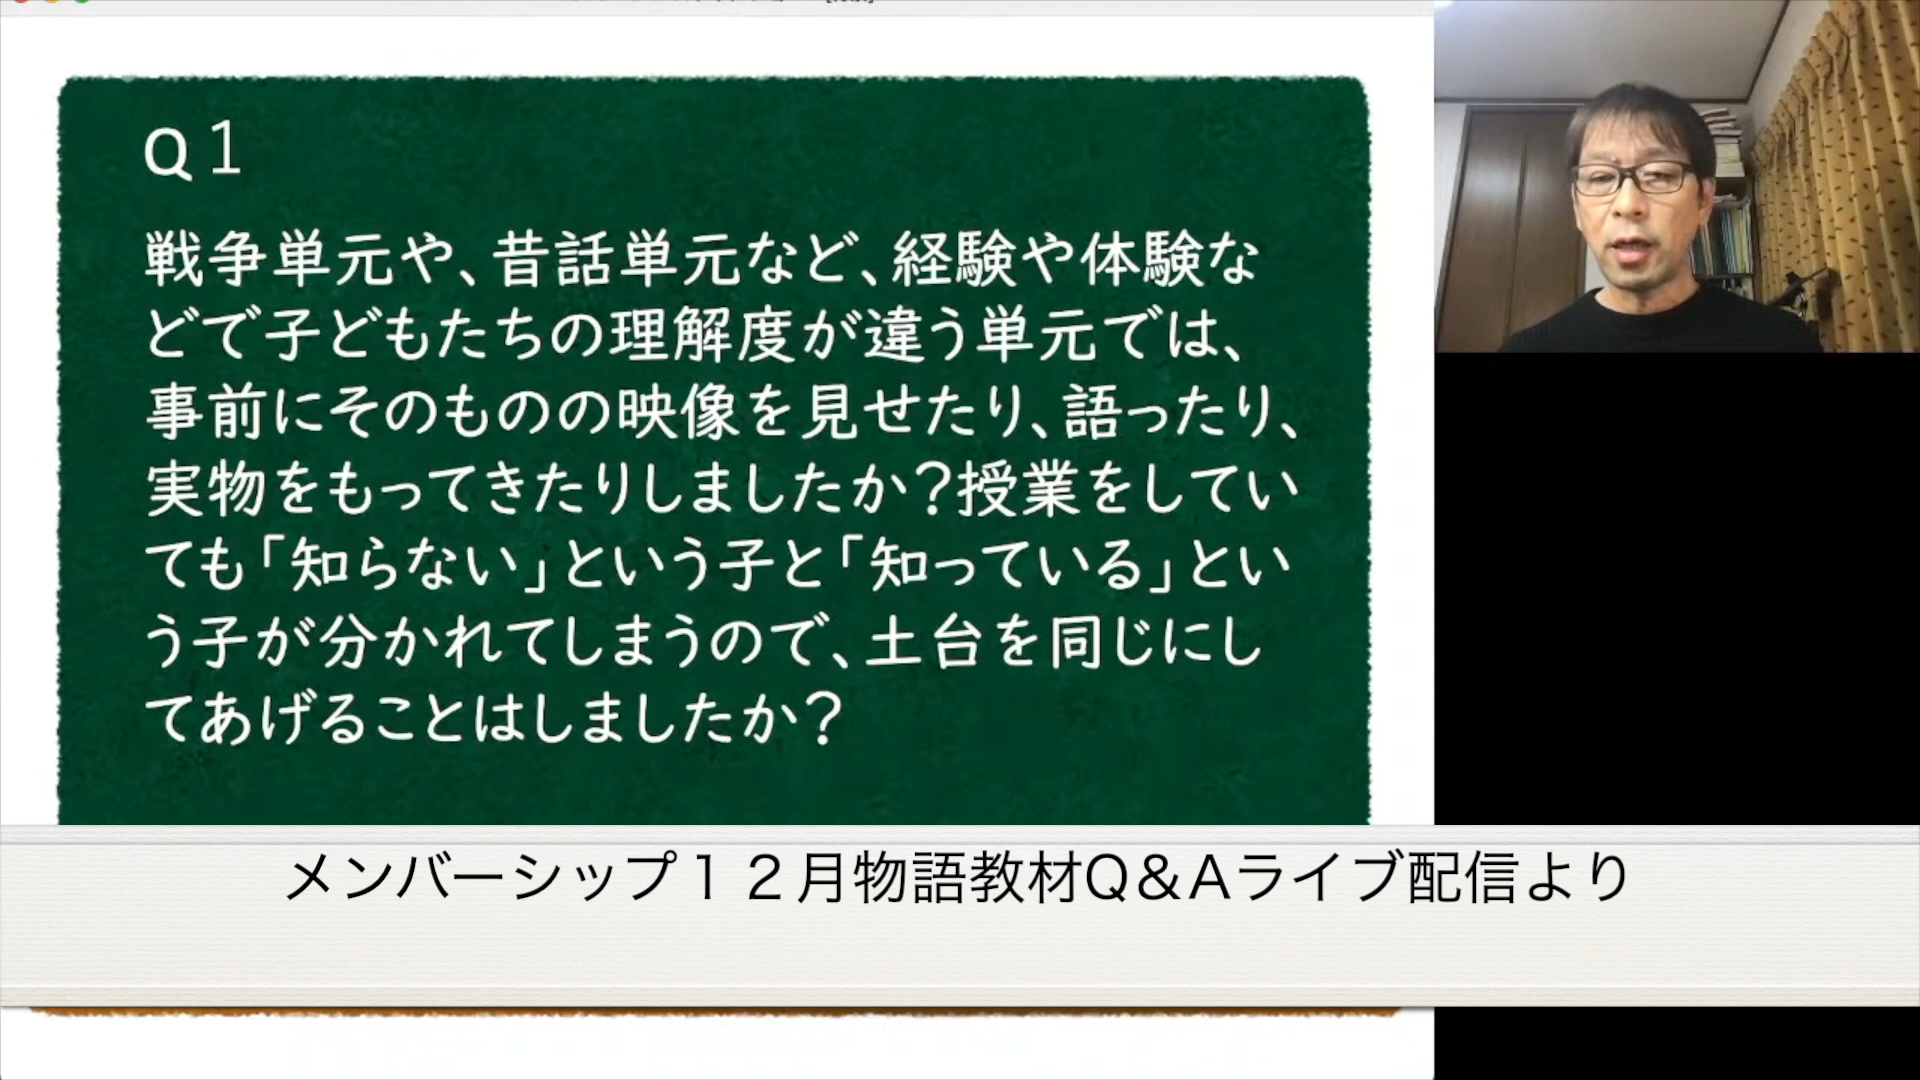 Q1
戦争単元や、昔話単元など、経験や体験な
どで子どもたちの理解度が違う単元では、
事前にそのものの映像を見せたり、語ったり、
実物をもってきたりしましたか？授業をしてい
ても「知らない」という子と「知っている」とい
う子が分かれてしまうので、土台を同じにし
てあげることはしましたか？
メンバーシップ１２月物語教材Q＆Aライブ配信より